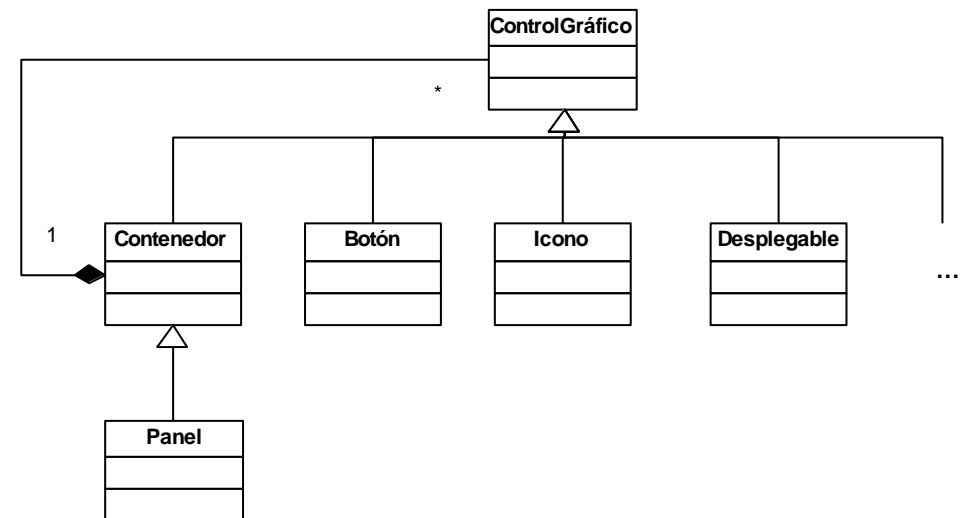 ControlGráfico
*
1
Contenedor
Botón
Icono
Desplegable
...
Panel